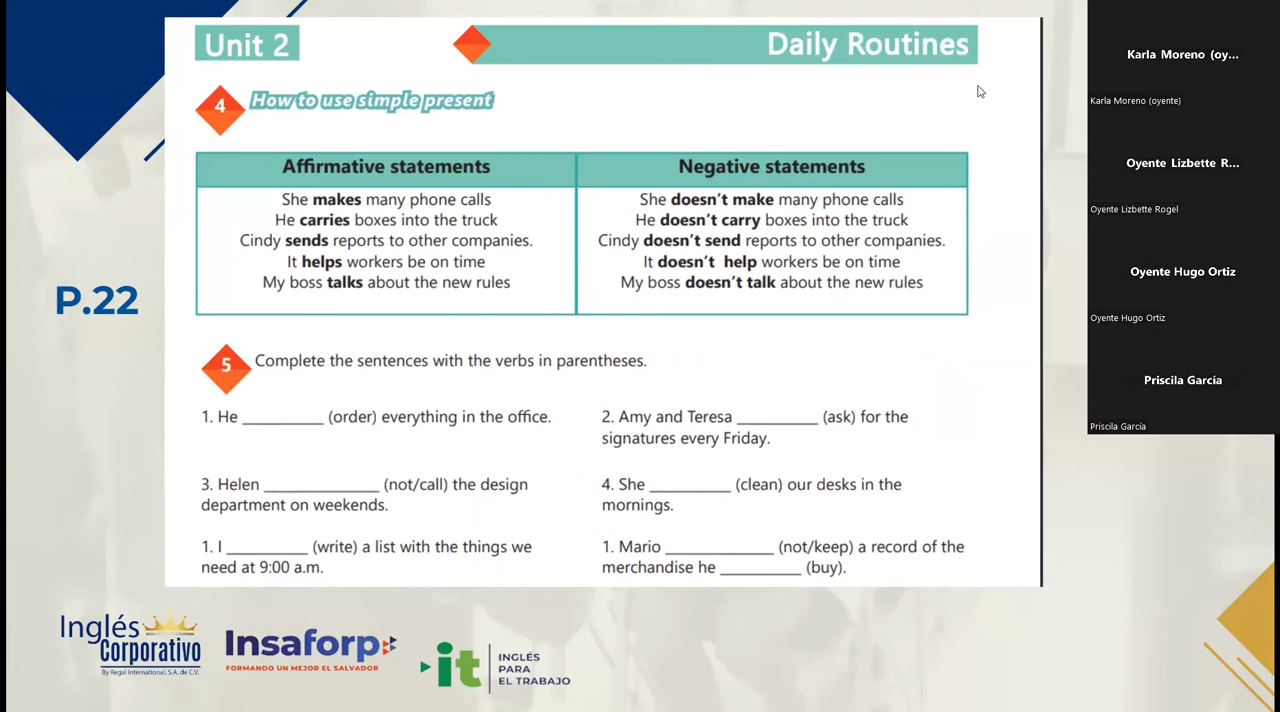 Unit 2
Daily Routines
4
How to use simple present
Affirmative statements
She makes many phone calls
He carries boxes into the truck
Cindy sends reports to other companies.
It helps workers be on time
My boss talks about the new rules
Negative statements
She doesn't make many phone calls
He doesn't carry boxes into the truck
Cindy doesn't send reports to other companies.
It doesn't help workers be on time
My boss doesn't talk about the new rules
P.22
5
Complete the sentences with the verbs in parentheses.
1. He _________ (order) everything in the office.
2. Amy and Teresa _________ (ask) for the
signatures every Friday.
3. Helen _____________ (not/call) the design
department on weekends.
4. She _________ (clean) our desks in the
mornings.
1. I _________ (write) a list with the things we
need at 9:00 a.m.
1. Mario ____________ (not/keep) a record of the
merchandise he _________ (buy).
Inglés
Corporativo
By Regal International, S.A. de C.V.
Insaforp
FORMANDO UN MEJOR EL SALVADOR
it
INGLÉS
PARA
EL TRABAJO
Karla Moreno (oy...
Karla Moreno (oyente)
Oyente Lizbette R...
Oyente Lizbette Rogel
Oyente Hugo Ortiz
Oyente Hugo Ortiz
Priscila García
Priscila García